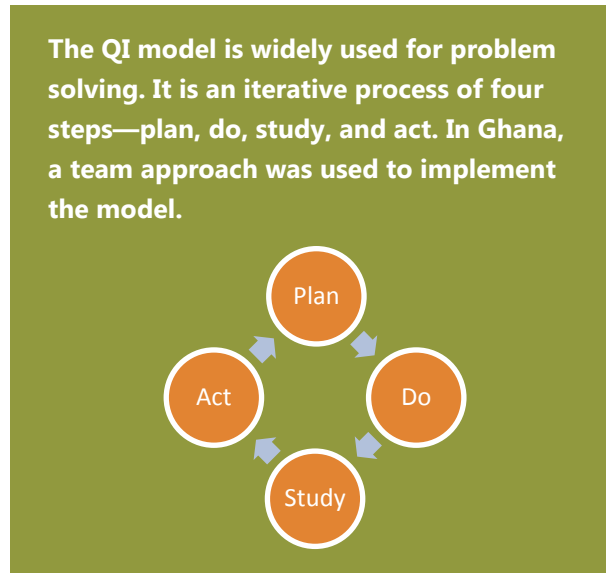 The QI model is widely used for problem
solving. It is an iterative process of four
steps—plan, do, study, and act. In Ghana,
a team approach was used to implement
the model.
Plan
Do
Study
Act